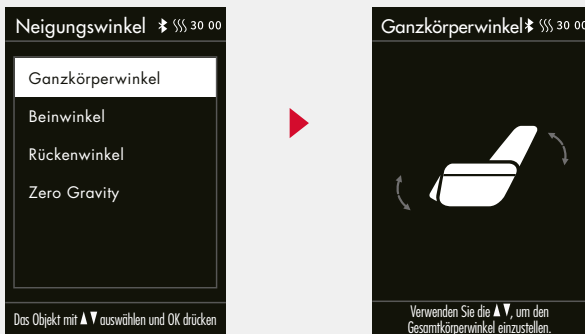 Neigungswinkel 30 00
Ganzkörperwinkel
Beinwinkel
Rückenwinkel
Zero Gravity
Das Objekt mit ▲▼ auswählen und OK drücken
Ganzkörperwinkel 30 00
Verwenden Sie die ▲▼, um den
Gesamtkörperwinkel einzustellen.